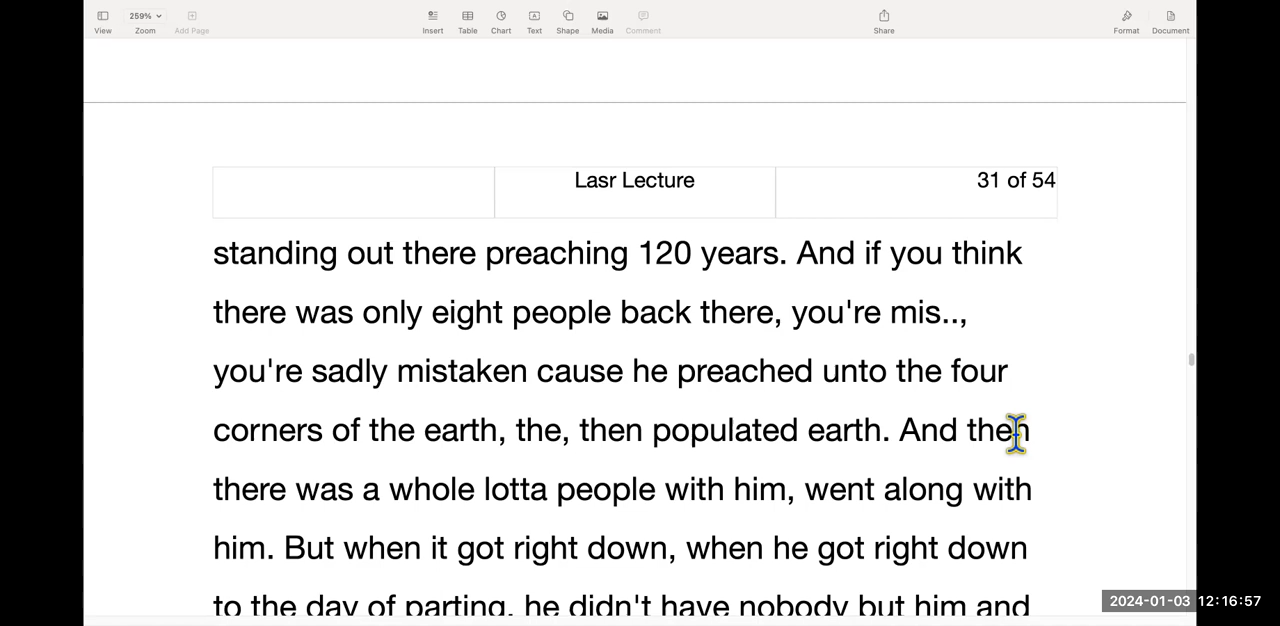 259%
View
Zoom
Add Page
Insert
Table
Chart
Text
Shape
Media
Comment
Share
Format
Document
Lasr Lecture
31 of 54
standing out there preaching 120 years. And if you think
there was only eight people back there, you're mis..,
you're sadly mistaken cause he preached unto the four
corners of the earth, the, then populated earth. And then
there was a whole lotta people with him, went along with
him. But when it got right down, when he got right down
to the day of parting, he didn't have nobody but him and
2024-01-03 12:16:57